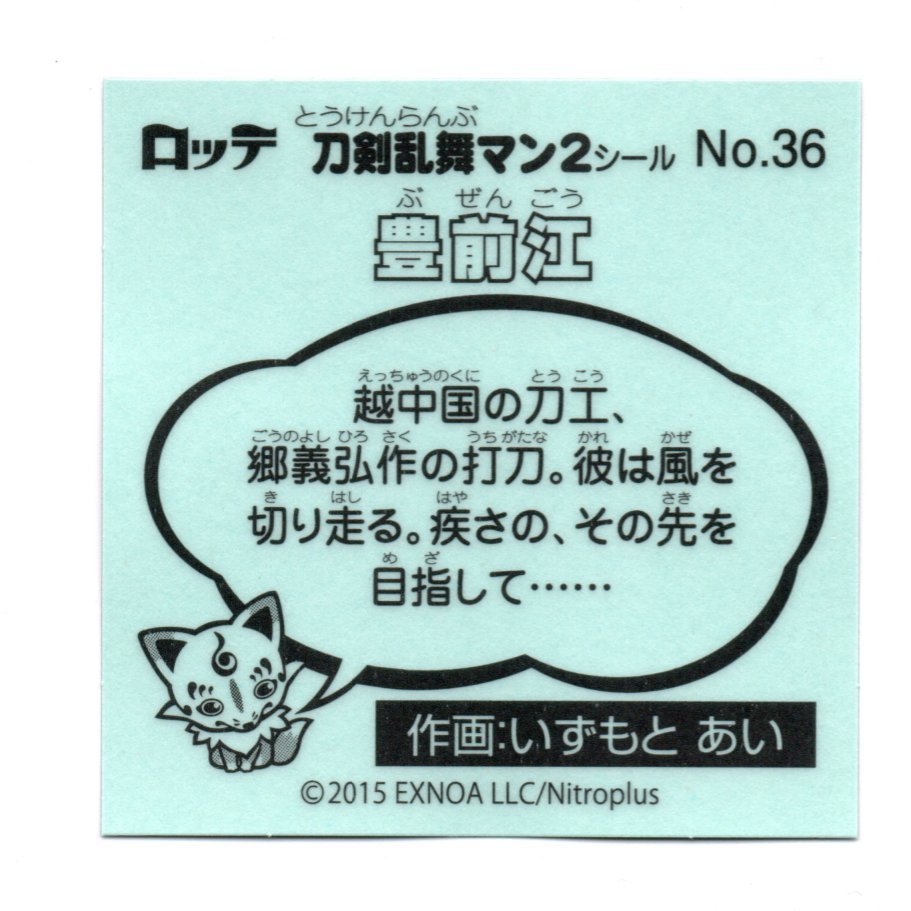 とうけんらんぶ
ロッテ 刀剣乱舞マン2シール No.36
ぶ ぜん ごう
豊前江
えっちゅうのくに とう こう
越中国の刀工、
ごうのよし ひろ さく うち がたな かれ かぜ
郷義弘作の打刀。彼は風を
き はし はや さき
切り走る。疾さの、その先を
め ざ
目指して……
作画:いずもと あい
©2015 EXNOA LLC/Nitroplus